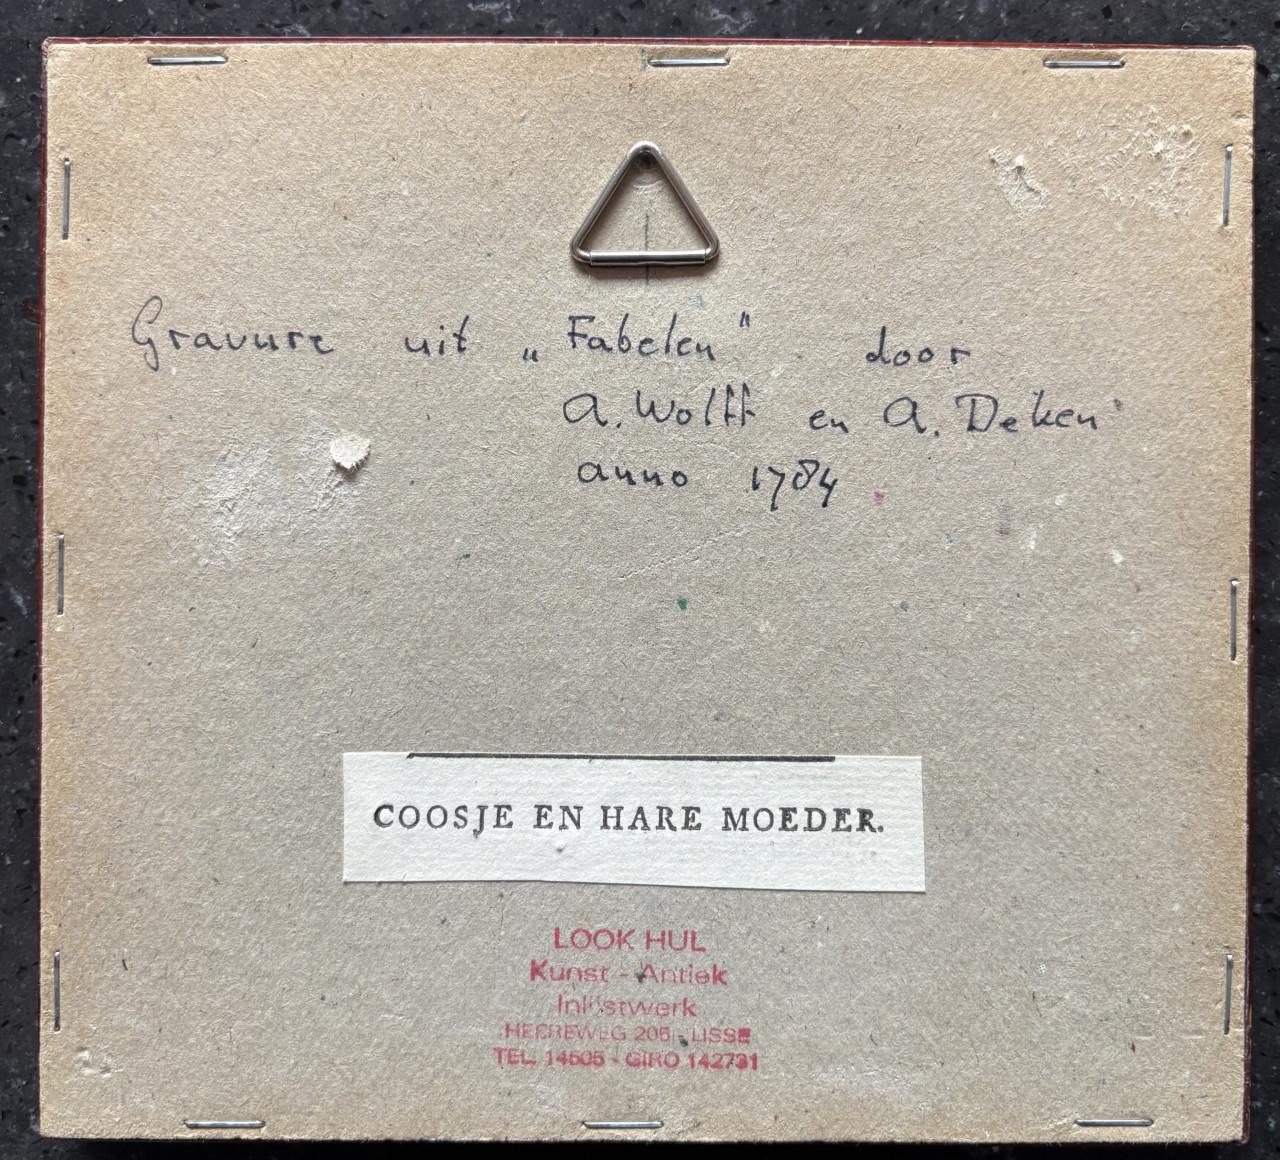 Gravure uit „Fabelen" door
A. Wolff en A. Deken
anno 1784
COOSJE EN HARE MOEDER.
LOOK HUL
Kunst - Antiek
Inlijstwerk
HEEREWEG 205 - LISSE
TEL. 14505 - GIRO 142731